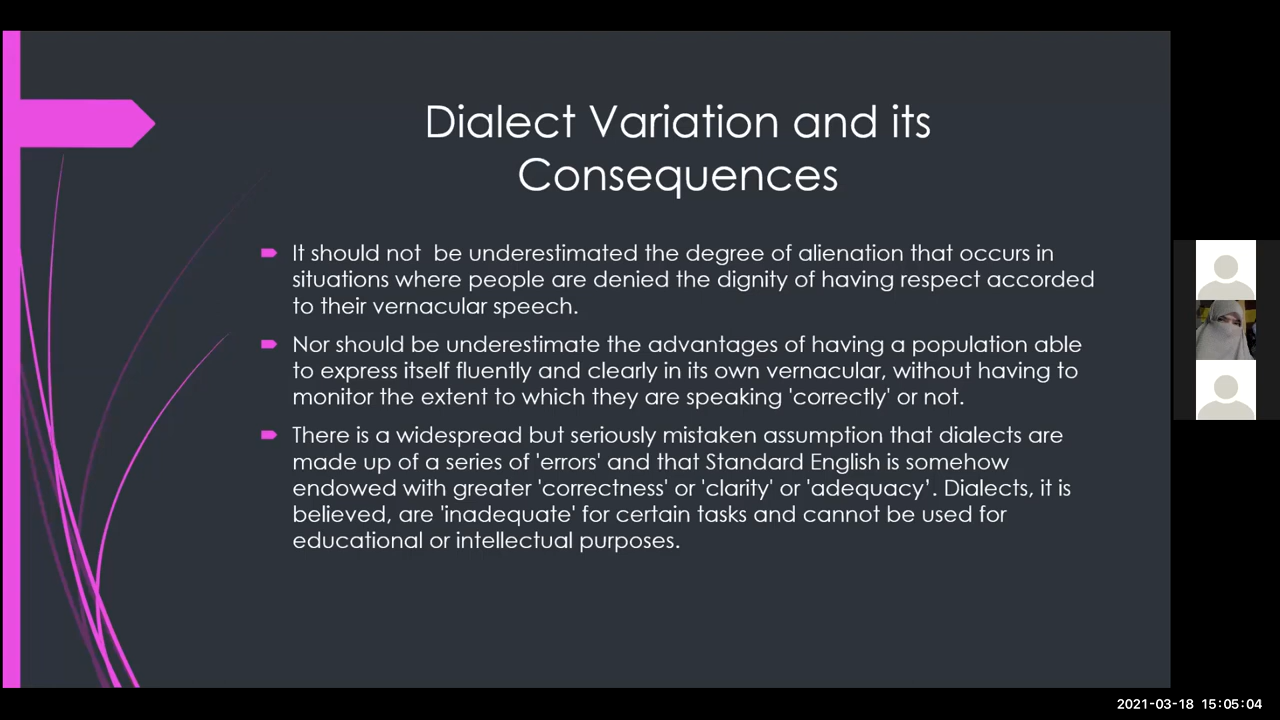 Dialect Variation and its
Consequences
It should not  be underestimated the degree of alienation that occurs in
situations where people are denied the dignity of having respect accorded
to their vernacular speech.
Nor should be underestimate the advantages of having a population able
to express itself fluently and clearly in its own vernacular, without having to
monitor the extent to which they are speaking 'correctly' or not.
There is a widespread but seriously mistaken assumption that dialects are
made up of a series of 'errors' and that Standard English is somehow
endowed with greater 'correctness' or 'clarity' or 'adequacy’. Dialects, it is
believed, are 'inadequate' for certain tasks and cannot be used for
educational or intellectual purposes.
2021-03-18 15:05:04